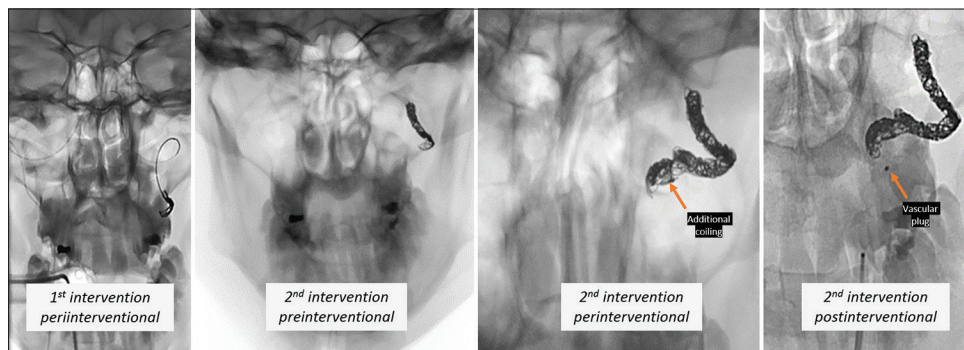 Additional
coiling
Vascular
plug
1st intervention
periinterventional
2nd intervention
preinterventional
2nd intervention
perinterventional
2nd intervention
postinterventional